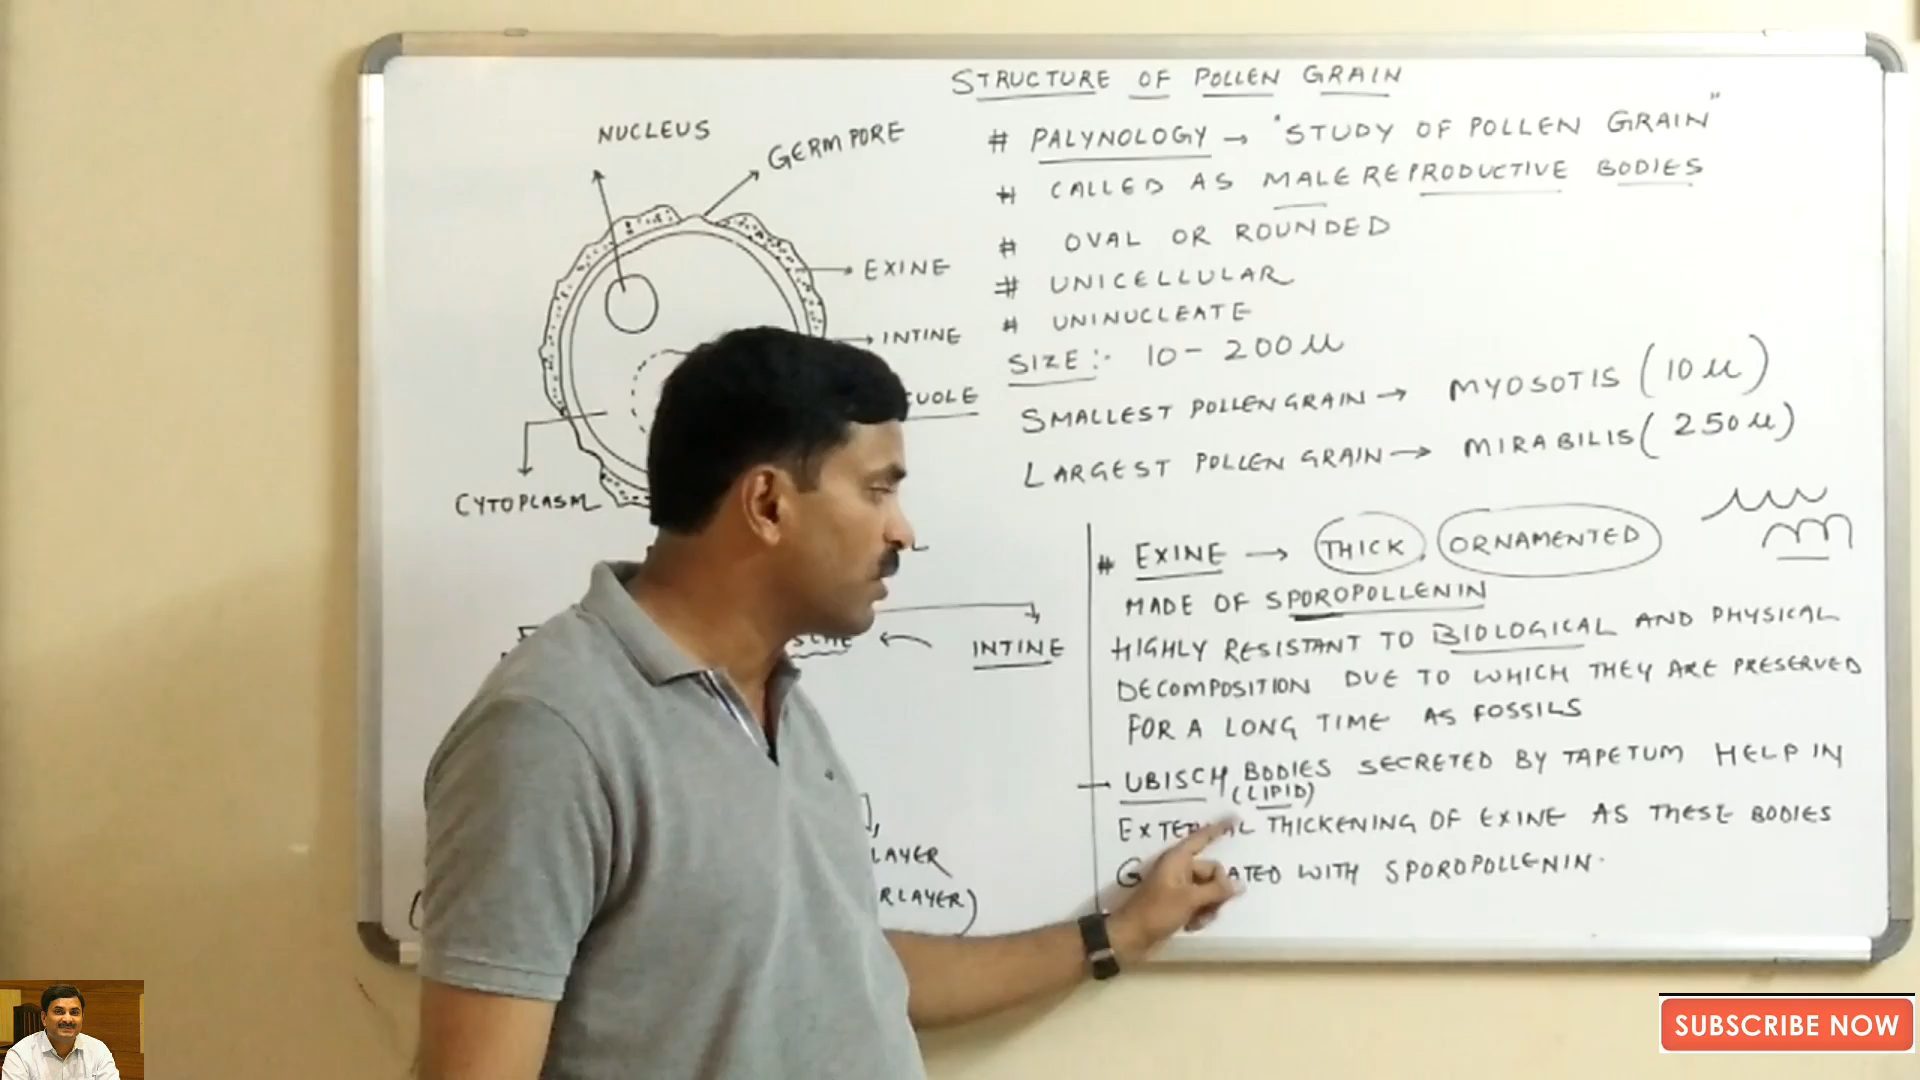 STRUCTURE OF POLLEN GRAIN
NUCLEUS
GERM PORE
EXINE
INTINE
CUOLE
CYTOPLASM
# PALYNOLOGY → "STUDY OF POLLEN GRAIN"
# CALLED AS MALE REPRODUCTIVE BODIES
# OVAL OR ROUNDED
# UNICELLULAR
# UNINUCLEATE
SIZE :- 10 - 200 μ
SMALLEST POLLEN GRAIN → MYOSOTIS (10 μ)
LARGEST POLLEN GRAIN → MIRABILIS (250 μ)
INTINE
LAYER
RLAYER)
# EXINE → THICK, ORNAMENTED
MADE OF SPOROPOLLENIN
HIGHLY RESISTANT TO BIOLOGICAL AND PHYSICAL
DECOMPOSITION DUE TO WHICH THEY ARE PRESERVED
FOR A LONG TIME AS FOSSILS
→ UBISCH BODIES SECRETED BY TAPETUM HELP IN
(LIPID)
EXTERNAL THICKENING OF EXINE AS THESE BODIES
G ATED WITH SPOROPOLLENIN.
SUBSCRIBE NOW